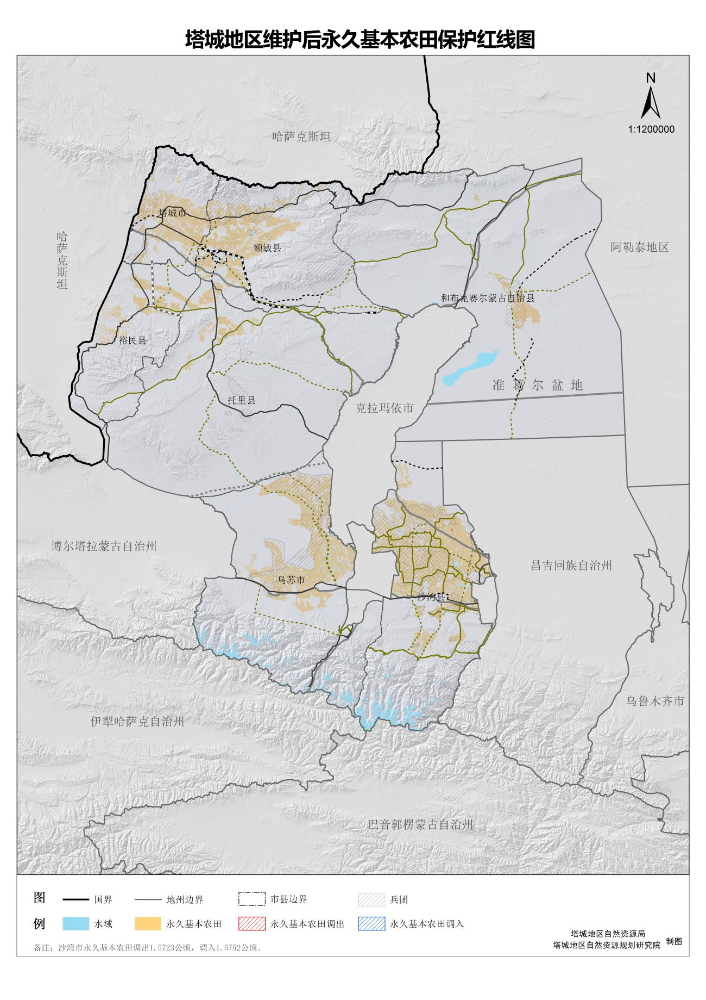 塔城地区维护后永久基本农田保护红线图
N
1:1200000
哈萨克斯坦
哈萨克斯坦
塔城市
额敏县
阿勒泰地区
和布克赛尔蒙古自治县
裕民县
准葛尔盆地
托里县
克拉玛依市
博尔塔拉蒙古自治州
昌吉回族自治州
乌苏市
沙湾县
乌鲁木齐市
伊犁哈萨克自治州
巴音郭楞蒙古自治州
图例
国界
地州边界
市县边界
兵团
水域
永久基本农田
永久基本农田调出
永久基本农田调入
备注：沙湾市永久基本农田调出1.5723公顷，调入1.5752公顷。
塔城地区自然资源局
塔城地区自然资源规划研究院 制图